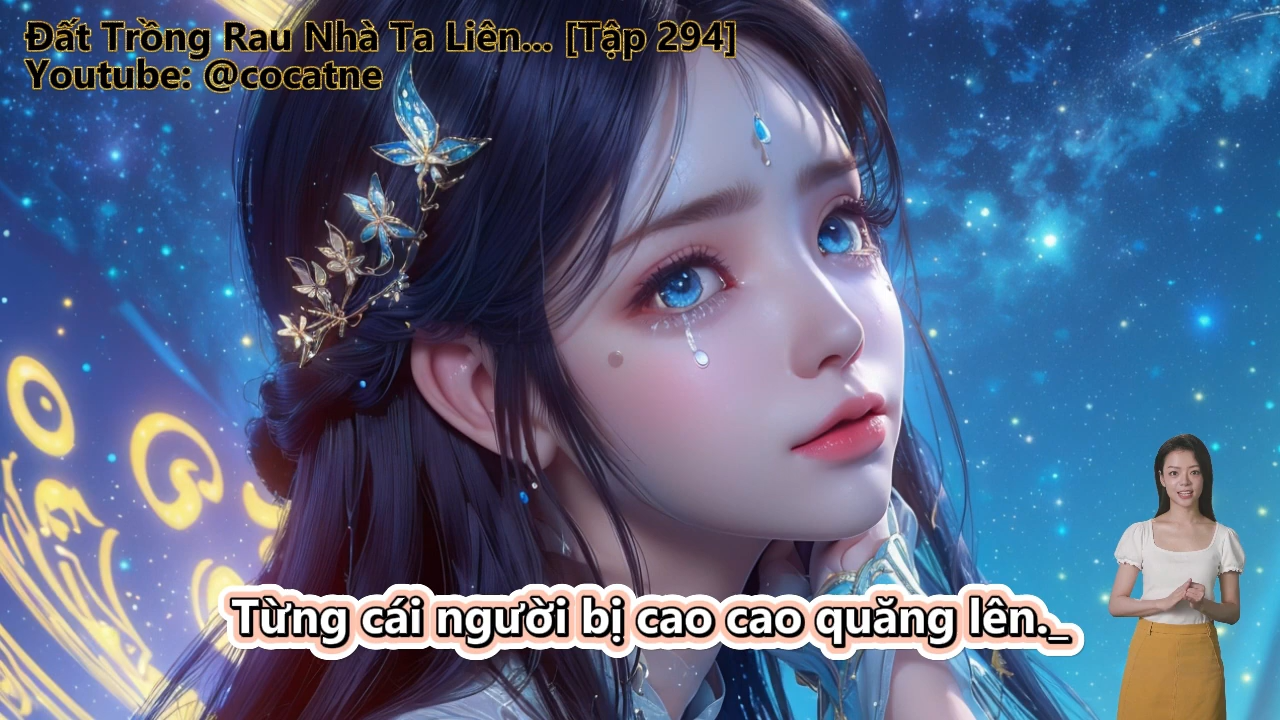 Đất Trồng Rau Nhà Ta Liên... [Tập 294]
Youtube: @cocatne
Từng cái người bị cao cao quăng lên._